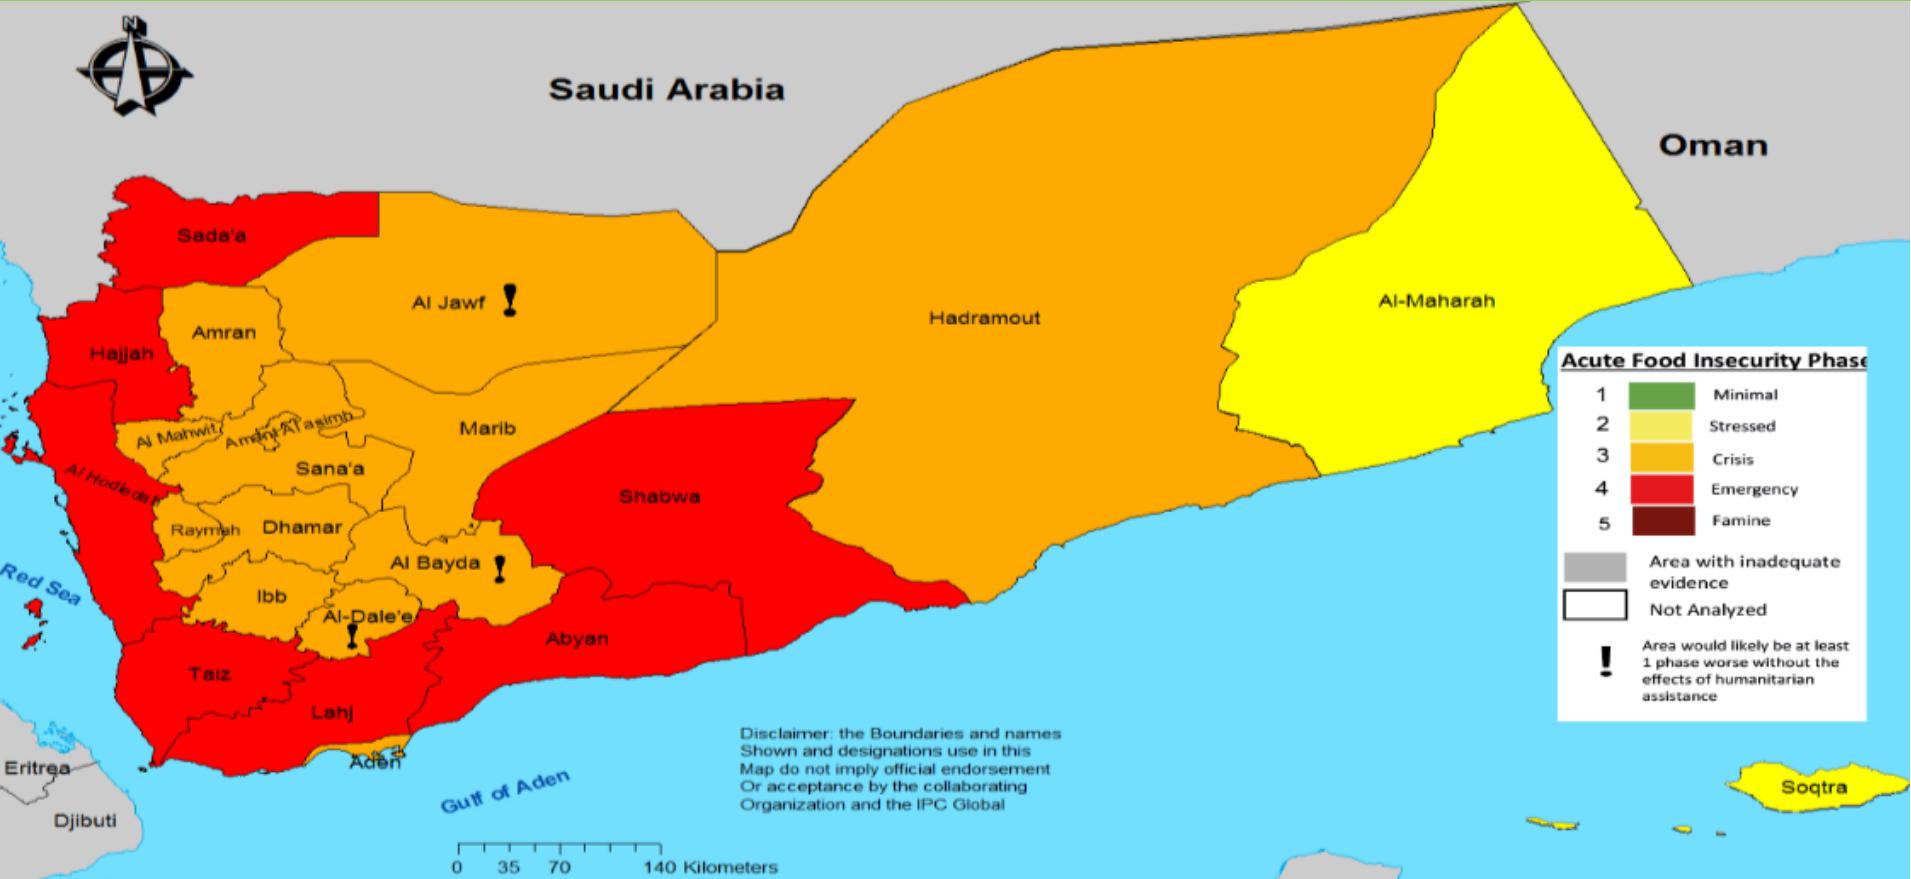 N
Saudi Arabia
Oman
Sada'a
Al Jawf !
Hadramout
Al-Maharah
Amran
Hajjah
Acute Food Insecurity Phase
1 Minimal
2 Stressed
3 Crisis
4 Emergency
5 Famine
Area with inadequate
evidence
Not Analyzed
! Area would likely be at least
1 phase worse without the
effects of humanitarian
assistance
Al Mahwit
Amant Al asimh
Marib
Sana'a
Al Hodiedah
Shabwa
Raymah
Dhamar
Al Bayda !
Red Sea
Ibb
Al-Dale'e
!
Abyan
Taiz
Lahj
Aden
Disclaimer: the Boundaries and names
Shown and designations use in this
Map do not imply official endorsement
Or acceptance by the collaborating
Organization and the IPC Global
Eritrea
Djibuti
Gulf of Aden
Soqtra
0 35 70 140 Kilometers